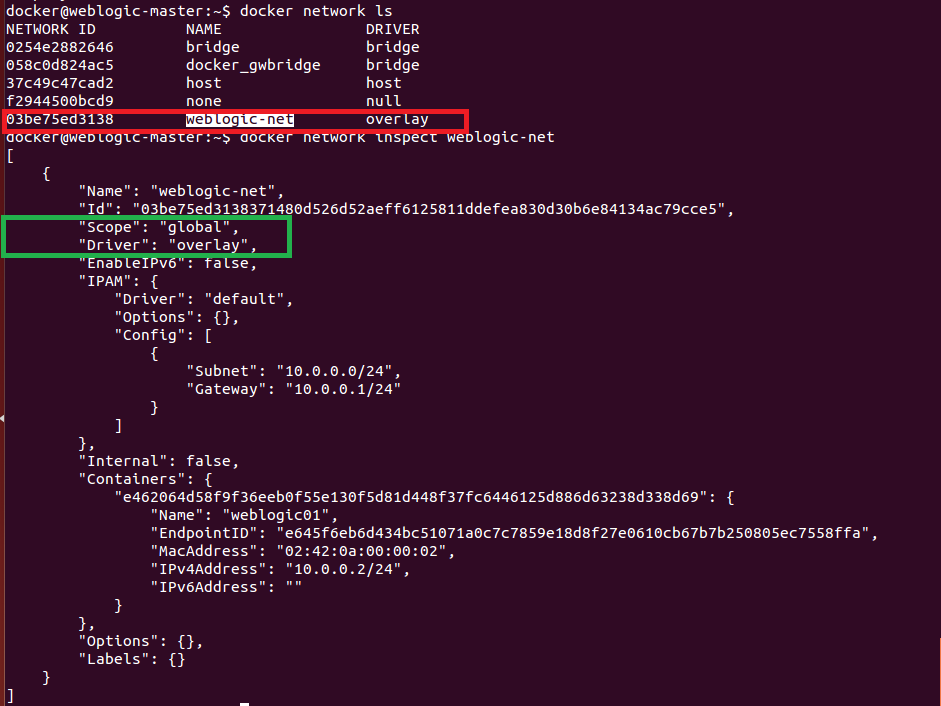 docker@weblogic-master:~$ docker network ls
NETWORK ID          NAME                DRIVER
0254e2882646        bridge              bridge
058c0d824ac5        docker_gwbridge     bridge
37c49c47cad2        host                host
f2944500bcd9        none                null
03be75ed3138        weblogic-net        overlay
docker@weblogic-master:~$ docker network inspect weblogic-net
[
    {
        "Name": "weblogic-net",
        "Id": "03be75ed3138371480d526d52aeff6125811ddefea830d30b6e84134ac79cce5",
        "Scope": "global",
        "Driver": "overlay",
        "EnableIPv6": false,
        "IPAM": {
            "Driver": "default",
            "Options": {},
            "Config": [
                {
                    "Subnet": "10.0.0.0/24",
                    "Gateway": "10.0.0.1/24"
                }
            ]
        },
        "Internal": false,
        "Containers": {
            "e462064d58f9f36eeb0f55e130f5d81d448f37fc6446125d886d63238d338d69": {
                "Name": "weblogic01",
                "EndpointID": "e645f6eb6d434bc51071a0c7c7859e18d8f27e0610cb67b7b250805ec7558ffa",
                "MacAddress": "02:42:0a:00:00:02",
                "IPv4Address": "10.0.0.2/24",
                "IPv6Address": ""
            }
        },
        "Options": {},
        "Labels": {}
    }
]